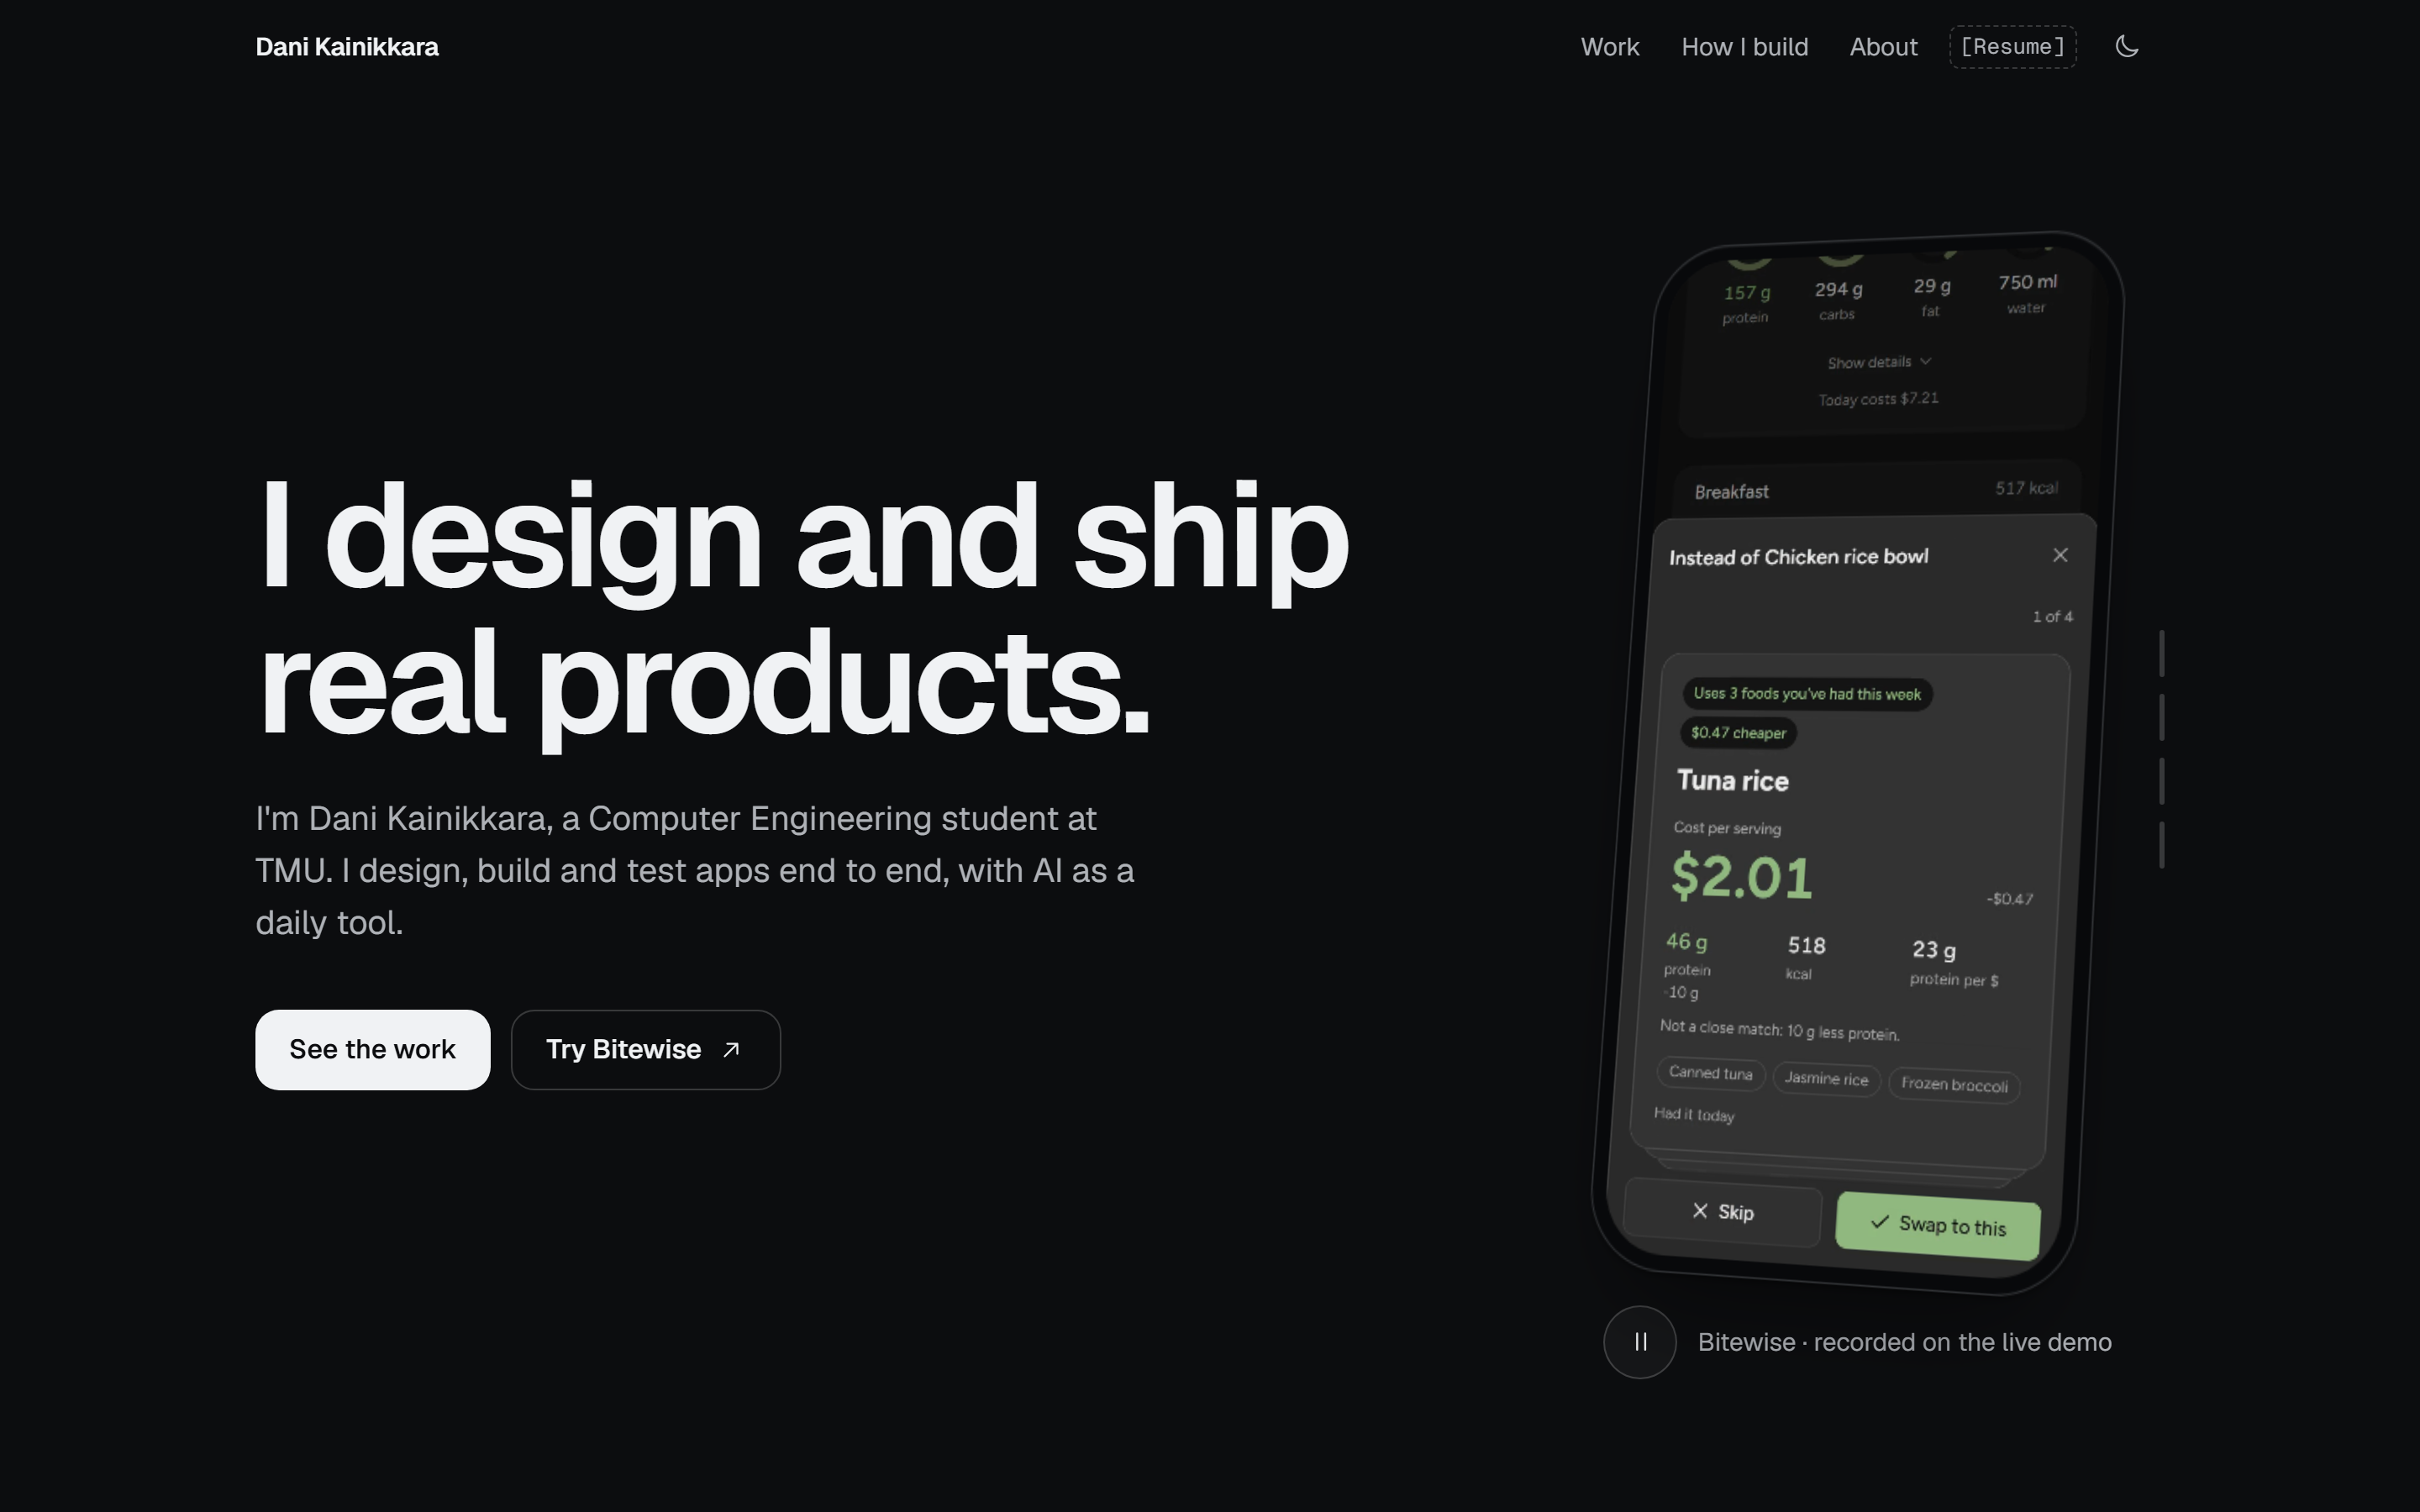 Dani Kainikkara
Work How I build About [Resume]
I design and ship
real products.
I'm Dani Kainikkara, a Computer Engineering student at
TMU. I design, build and test apps end to end, with AI as a
daily tool.
See the work Try Bitewise
157 g 294 g 29 g 750 ml
protein carbs fat water
Show details
Today costs $7.21
Breakfast 517 kcal
Instead of Chicken rice bowl
1 of 4
Uses 3 foods you've had this week
$0.47 cheaper
Tuna rice
Cost per serving
$2.01 -$0.47
46 g 518 23 g
protein kcal protein per $
-10 g
Not a close match: 10 g less protein.
Canned tuna Jasmine rice Frozen broccoli
Had it today
Skip Swap to this
Bitewise · recorded on the live demo